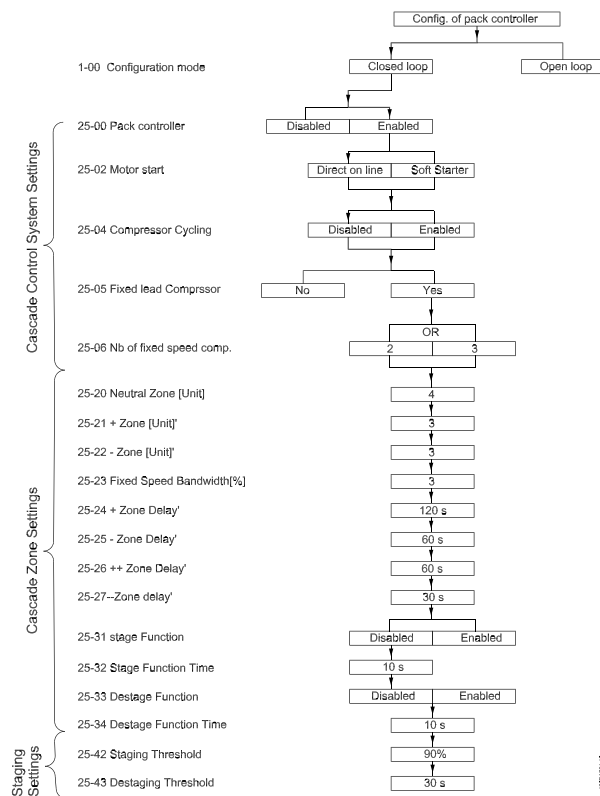 Config. of pack controller
1-00 Configuration mode
Closed loop
Open loop
Cascade Control System Settings
25-00 Pack controller
Disabled
Enabled
25-02 Motor start
Direct on line
Soft Starter
25-04 Compressor Cycling
Disabled
Enabled
25-05 Fixed lead Comprssor
No
Yes
OR
25-06 Nb of fixed speed comp.
2
3
Cascade Zone Settings
25-20 Neutral Zone [Unit]
4
25-21 + Zone [Unit]'
3
25-22 - Zone [Unit]'
3
25-23 Fixed Speed Bandwidth[%]
3
25-24 + Zone Delay'
120 s
25-25 - Zone Delay'
60 s
25-26 ++ Zone Delay'
60 s
25-27--Zone delay'
30 s
25-31 stage Function
Disabled
Enabled
25-32 Stage Function Time
10 s
25-33 Destage Function
Disabled
Enabled
25-34 Destage Function Time
10 s
Staging Settings
25-42 Staging Threshold
90%
25-43 Destaging Threshold
30 s